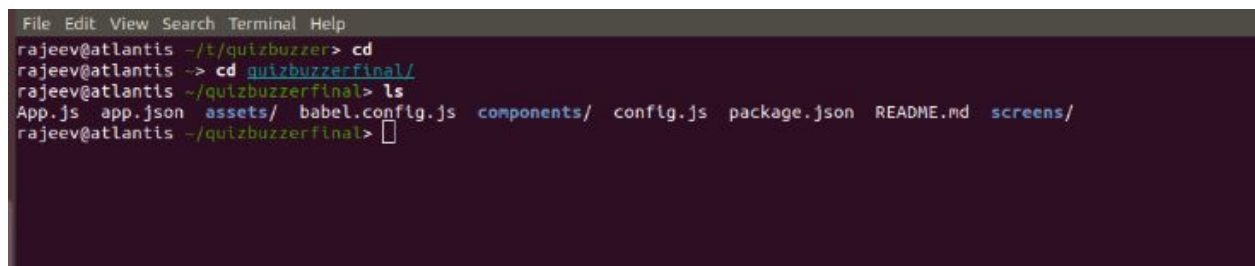 File Edit View Search Terminal Help
rajeev@atlantis ~/t/quizbuzzer> cd
rajeev@atlantis ~> cd quizbuzzerfinal/
rajeev@atlantis ~/quizbuzzerfinal> ls
App.js app.json assets/ babel.config.js components/ config.js package.json README.md screens/
rajeev@atlantis ~/quizbuzzerfinal>